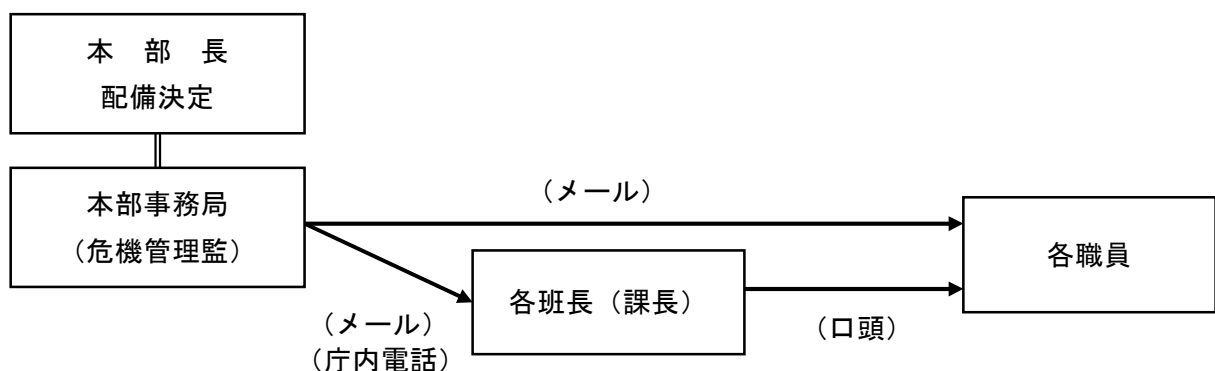 本　部　長
配備決定
本部事務局
（危機管理監）
（メール）
各職員
各班長（課長）
（メール）
（庁内電話）
（口頭）